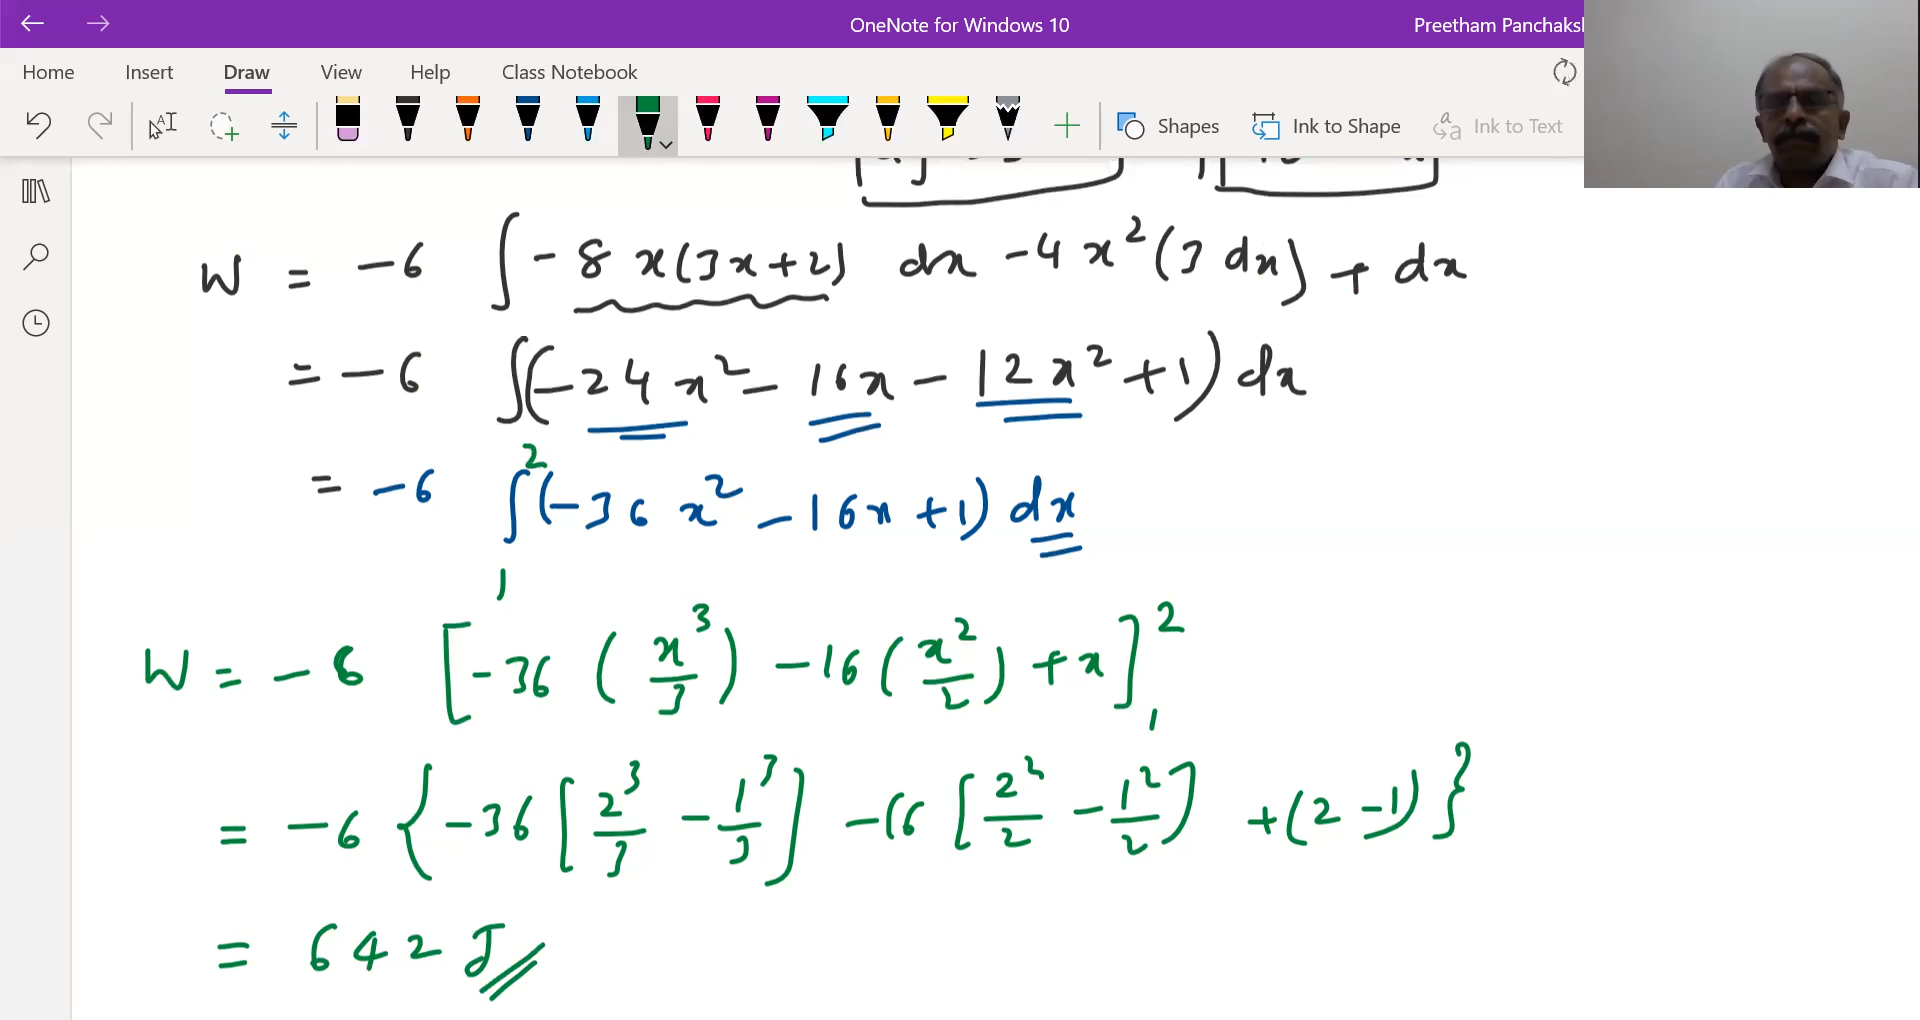 OneNote for Windows 10
Preetham Panchaksl
Home Insert Draw View Help Class Notebook
Shapes Ink to Shape Ink to Text
W = -6 ∫ -8x(3x+2) dx -4x²(3dx) + dx
= -6 ∫(-24x² - 16x - 12x² + 1) dx
= -6 ∫₁² (-36x² - 16x + 1) dx
W = -6 [-36 (x³/3) - 16 (x²/2) + x]₁²
= -6 {-36 [2³/3 - 1³/3] - 16 [2²/2 - 1²/2] + (2 - 1)}
= 642 J